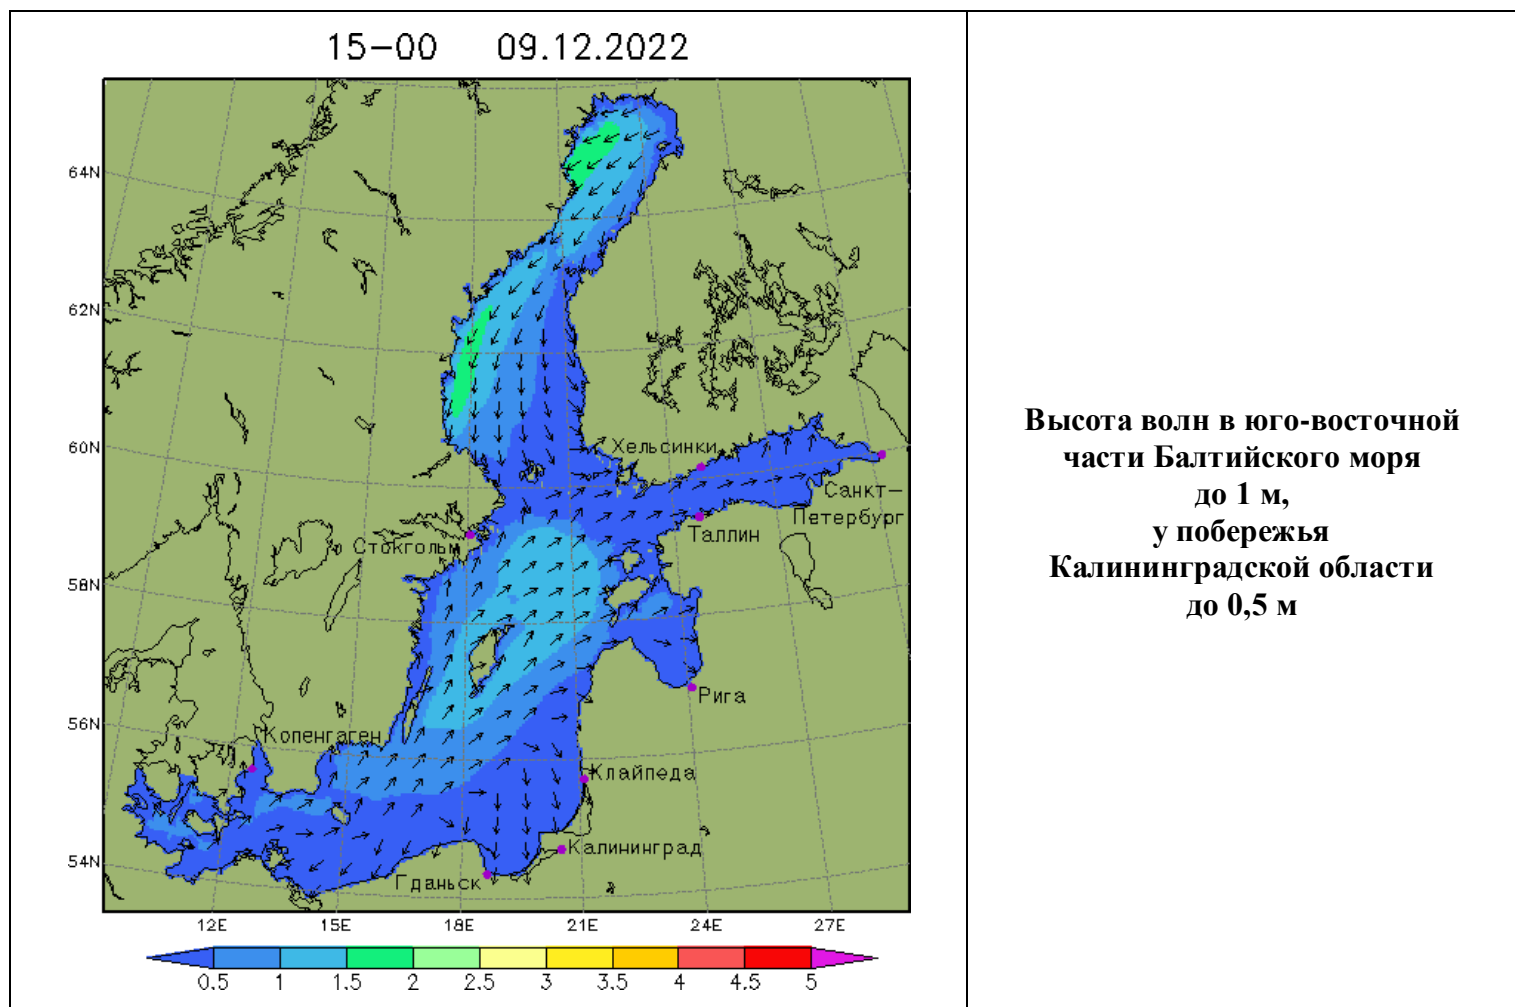 15-00 09.12.2022
64N
62N
60N
58N
56N
54N
Хельсинки
Санкт-
Петербург
Таллин
Стокгольм
Рига
Копенгаген
Клайпеда
Калининград
Гданьск
12E 15E 18E 21E 24E 27E
0.5 1 1.5 2 2.5 3 3.5 4 4.5 5
Высота волн в юго-восточной
части Балтийского моря
до 1 м,
у побережья
Калининградской области
до 0,5 м